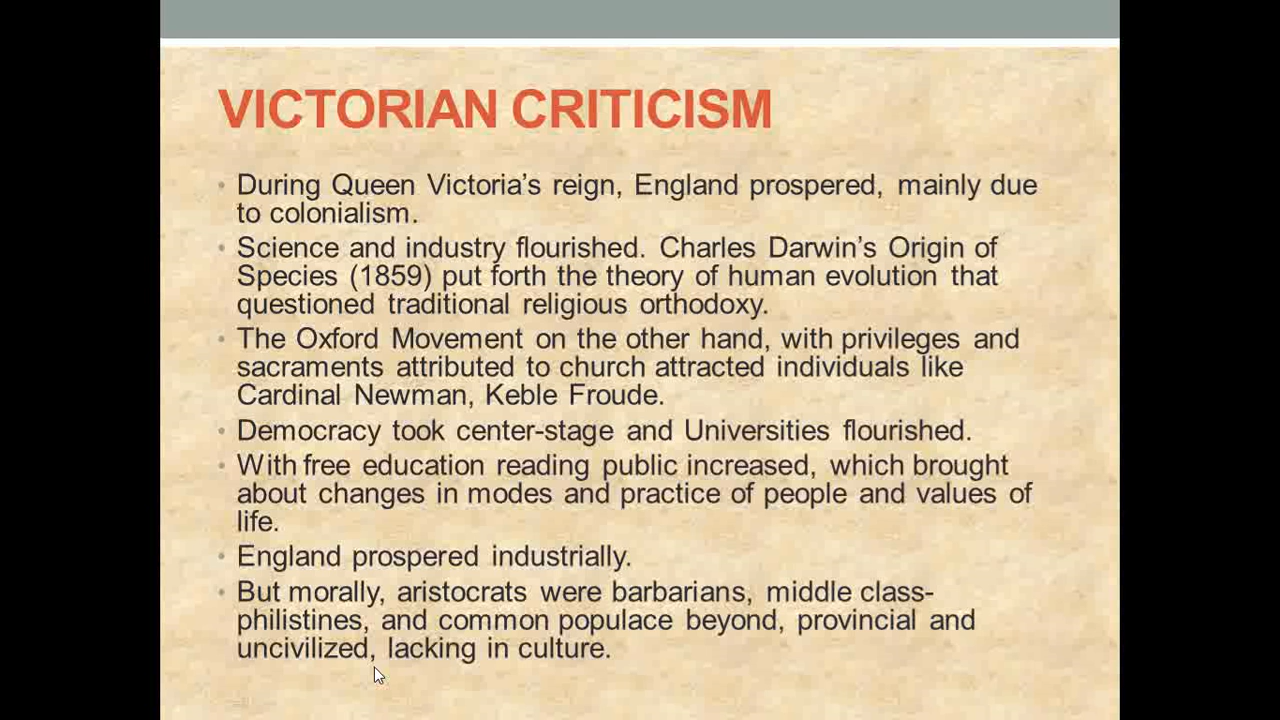 VICTORIAN CRITICISM
• During Queen Victoria’s reign, England prospered, mainly due
to colonialism.
• Science and industry flourished. Charles Darwin’s Origin of
Species (1859) put forth the theory of human evolution that
questioned traditional religious orthodoxy.
• The Oxford Movement on the other hand, with privileges and
sacraments attributed to church attracted individuals like
Cardinal Newman, Keble Froude.
• Democracy took center-stage and Universities flourished.
• With free education reading public increased, which brought
about changes in modes and practice of people and values of
life.
• England prospered industrially.
• But morally, aristocrats were barbarians, middle class-
philistines, and common populace beyond, provincial and
uncivilized, lacking in culture.